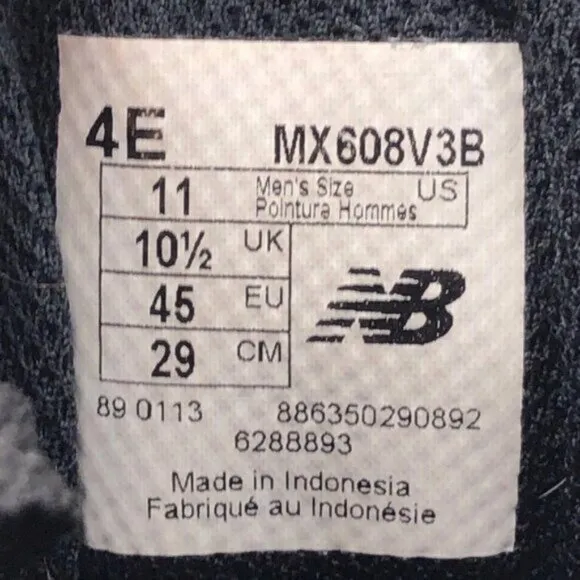 4E MX608V3B
11 Men's Size US
Pointure Hommes
10½ UK
45 EU
NB
29 CM
89 0113 886350290892
6288893
Made in Indonesia
Fabriqué au Indonésie